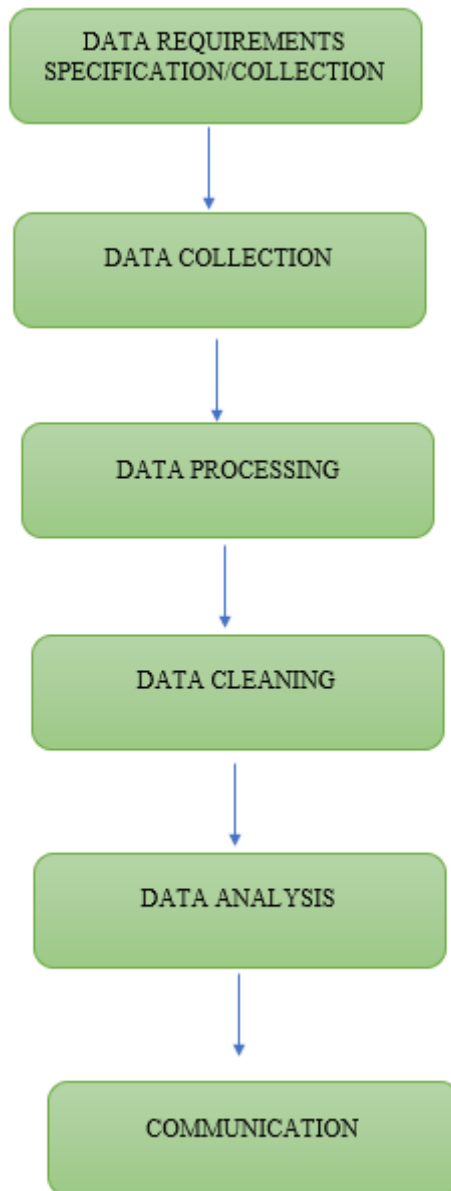 DATA REQUIREMENTS
SPECIFICATION/COLLECTION
DATA COLLECTION
DATA PROCESSING
DATA CLEANING
DATA ANALYSIS
COMMUNICATION